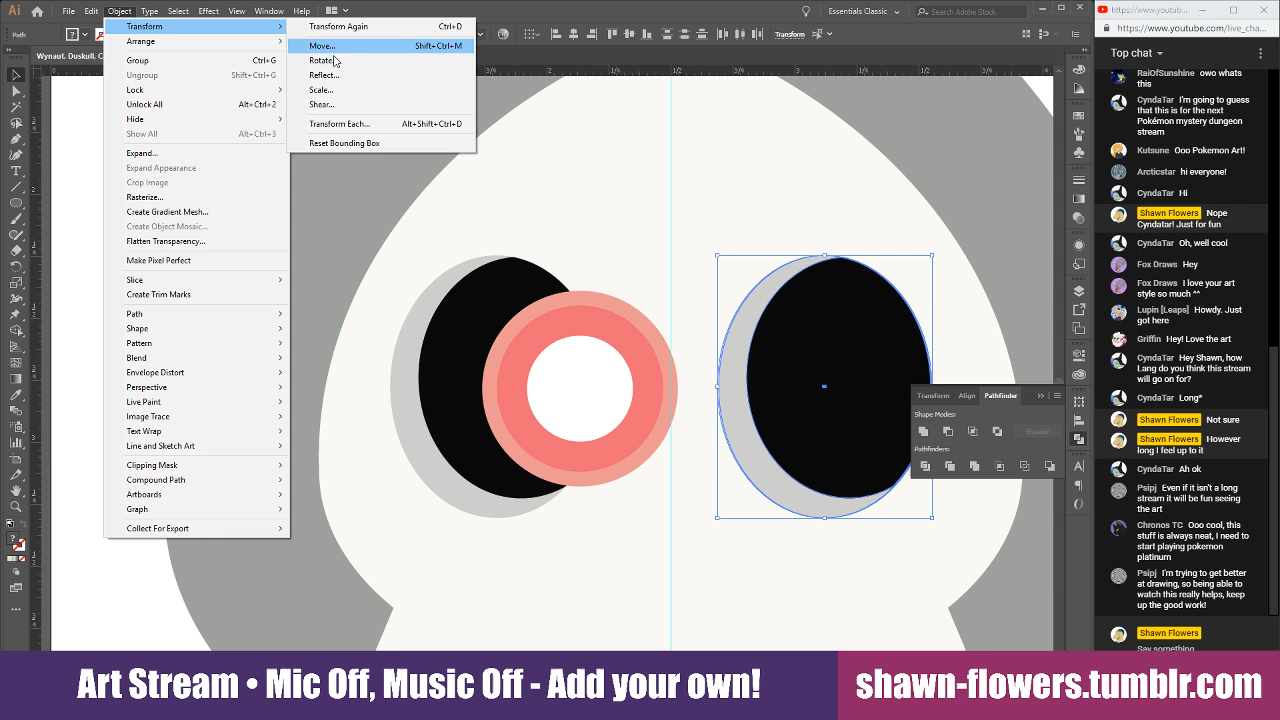 Ai File Edit Object Type Select Effect View Window Help
Essentials Classic
Search Adobe Stock
Path
Transform
Wynaut, Duskull, C
Transform
Arrange
Group Ctrl+G
Ungroup Shift+Ctrl+G
Lock
Unlock All Alt+Ctrl+2
Hide
Show All Alt+Ctrl+3
Expand...
Expand Appearance
Crop Image
Rasterize...
Create Gradient Mesh...
Create Object Mosaic...
Flatten Transparency...
Make Pixel Perfect
Slice
Create Trim Marks
Path
Shape
Pattern
Blend
Envelope Distort
Perspective
Live Paint
Image Trace
Text Wrap
Line and Sketch Art
Clipping Mask
Compound Path
Artboards
Graph
Collect For Export
Transform Again Ctrl+D
Move... Shift+Ctrl+M
Rotate...
Reflect...
Scale...
Shear...
Transform Each... Alt+Shift+Ctrl+D
Reset Bounding Box
3/4 1/2 1/4 1/2
Transform Align Pathfinder
Shape Modes:
Expand
Pathfinders:
https://www.youtub...
https://www.youtube.com/live_cha...
Top chat
RaiOfSunshine owo whats
this
CyndaTar I'm going to guess
that this is for the next
Pokémon mystery dungeon
stream
Kutsune Ooo Pokemon Art!
Arcticstar hi everyone!
CyndaTar Hi
Shawn Flowers Nope
Cyndatar! Just for fun
CyndaTar Oh, well cool
Fox Draws Hey
Fox Draws I love your art
style so much ^^
Lupin [Leaps] Howdy. Just
got here
Griffin Hey! Love the art
CyndaTar Hey Shawn, how
Lang do you think this stream
will go on for?
CyndaTar Long*
Shawn Flowers Not sure
Shawn Flowers However
long I feel up to it
CyndaTar Ah ok
Psipj Even if it isn't a long
stream it will be fun seeing
the art
Chronos TC Ooo cool, this
stuff is always neat, I need to
start playing pokemon
platinum
Psipj I'm trying to get better
at drawing, so being able to
watch this really helps, keep
up the good work!
Shawn Flowers
Say something...
Art Stream • Mic Off, Music Off - Add your own!
shawn-flowers.tumblr.com